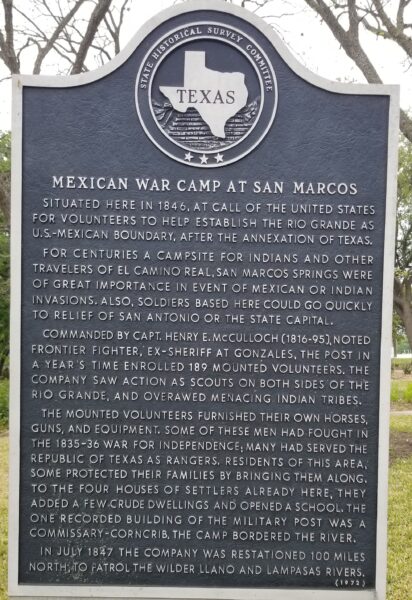 STATE HISTORICAL SURVEY COMMITTEE
TEXAS
MEXICAN WAR CAMP AT SAN MARCOS
SITUATED HERE IN 1846, AT CALL OF THE UNITED STATES
FOR VOLUNTEERS TO HELP ESTABLISH THE RIO GRANDE AS
U.S.-MEXICAN BOUNDARY, AFTER THE ANNEXATION OF TEXAS.
FOR CENTURIES A CAMPSITE FOR INDIANS AND OTHER
TRAVELERS OF EL CAMINO REAL, SAN MARCOS SPRINGS WERE
OF GREAT IMPORTANCE IN EVENT OF MEXICAN OR INDIAN
INVASIONS. ALSO, SOLDIERS BASED HERE COULD GO QUICKLY
TO RELIEF OF SAN ANTONIO OR THE STATE CAPITAL.
COMMANDED BY CAPT. HENRY E. McCULLOCH (1816-95), NOTED
FRONTIER FIGHTER, EX-SHERIFF AT GONZALES, THE POST IN
A YEAR'S TIME ENROLLED 189 MOUNTED VOLUNTEERS. THE
COMPANY SAW ACTION AS SCOUTS ON BOTH SIDES OF THE
RIO GRANDE, AND OVERAWED MENACING INDIAN TRIBES.
THE MOUNTED VOLUNTEERS FURNISHED THEIR OWN HORSES,
GUNS, AND EQUIPMENT. SOME OF THESE MEN HAD FOUGHT IN
THE 1835-36 WAR FOR INDEPENDENCE; MANY HAD SERVED THE
REPUBLIC OF TEXAS AS RANGERS. RESIDENTS OF THIS AREA,
SOME PROTECTED THEIR FAMILIES BY BRINGING THEM ALONG.
TO THE FOUR HOUSES OF SETTLERS ALREADY HERE, THEY
ADDED A FEW CRUDE DWELLINGS AND OPENED A SCHOOL. THE
ONE RECORDED BUILDING OF THE MILITARY POST WAS A
COMMISSARY-CORNCRIB. THE CAMP BORDERED THE RIVER.
IN JULY 1847 THE COMPANY WAS RESTATIONED 100 MILES
NORTH, TO PATROL THE WILDER LLANO AND LAMPASAS RIVERS.
(1972)